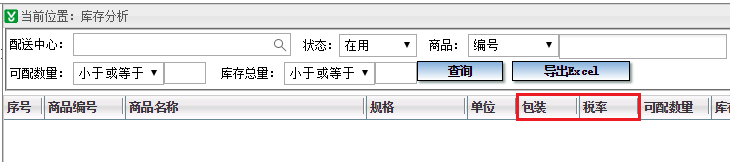 当前位置：库存分析
配送中心： 状态： 在用 商品： 编号
可配数量： 小于或等于 库存总量： 小于或等于 查询 导出Excel
序号 商品编号 商品名称 规格 单位 包装 税率 可配数量 库存